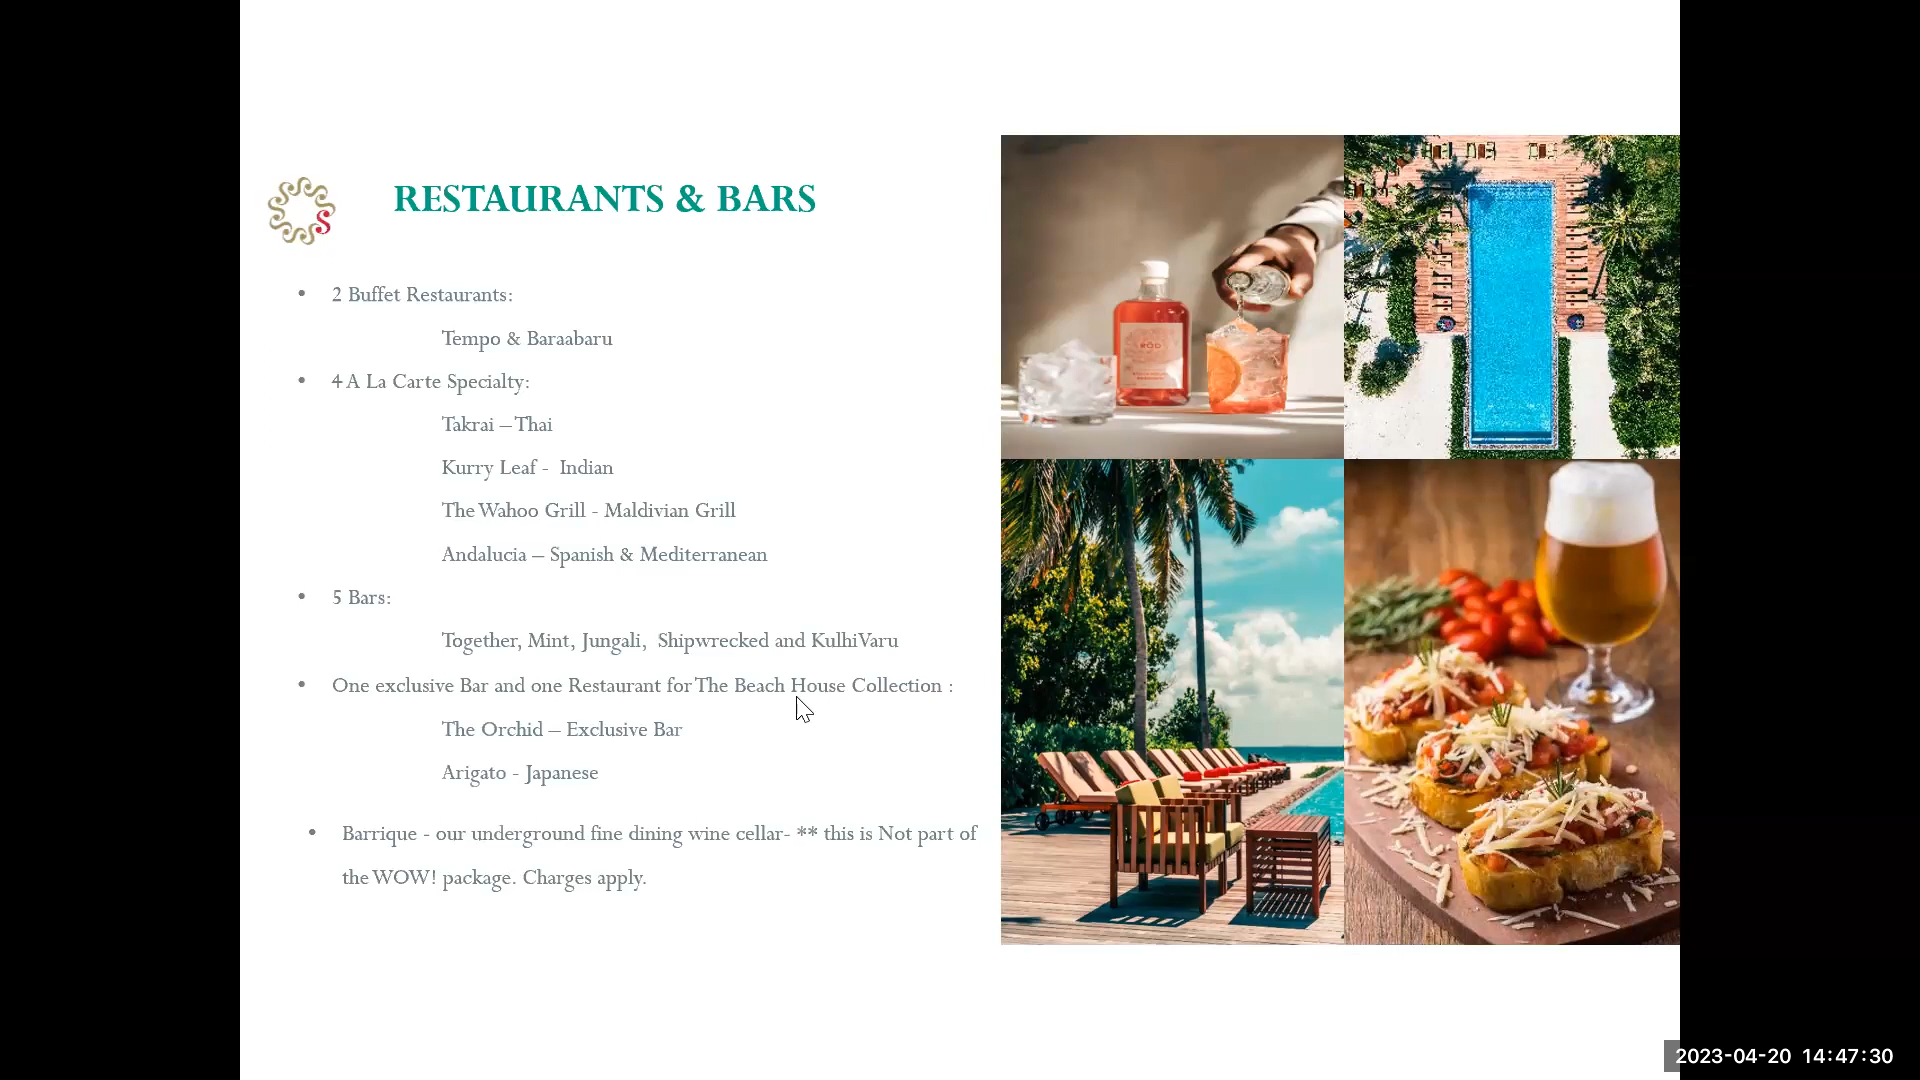 RESTAURANTS & BARS
• 2 Buffet Restaurants:
Tempo & Baraabaru
• 4 A La Carte Specialty:
Takrai – Thai
Kurry Leaf - Indian
The Wahoo Grill - Maldivian Grill
Andalucia – Spanish & Mediterranean
• 5 Bars:
Together, Mint, Jungali, Shipwrecked and KulhiVaru
• One exclusive Bar and one Restaurant for The Beach House Collection :
The Orchid – Exclusive Bar
Arigato - Japanese
• Barrique - our underground fine dining wine cellar- ** this is Not part of
the WOW! package. Charges apply.
RÖD
2023-04-20 14:47:30